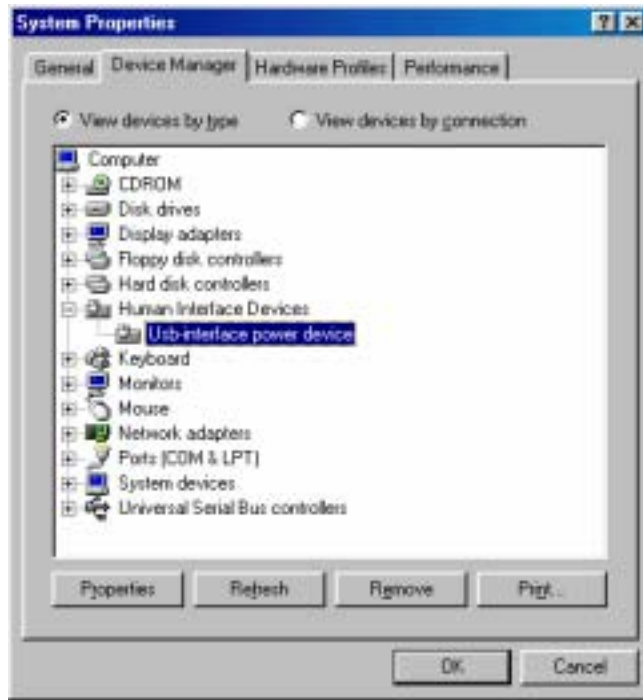 System Properties
General Device Manager Hardware Profiles Performance
View devices by type View devices by connection
Computer
CDROM
Disk drives
Display adapters
Floppy disk controllers
Hard disk controllers
Human Interface Devices
Usb-interface power device
Keyboard
Monitors
Mouse
Network adapters
Ports (COM & LPT)
System devices
Universal Serial Bus controllers
Properties Refresh Remove Print...
OK Cancel